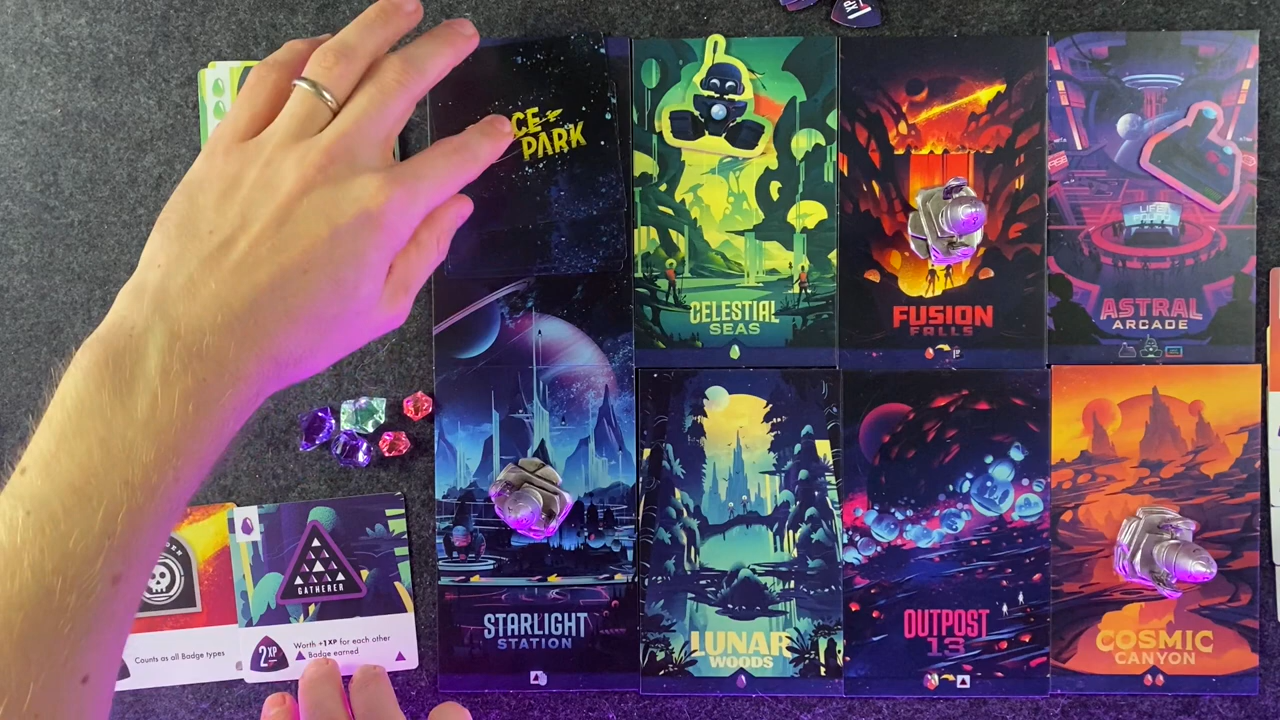 CE
PARK
CELESTIAL
SEAS
FUSION
FALLS
ASTRAL
ARCADE
STARLIGHT
STATION
LUNAR
WOODS
OUTPOST
13
COSMIC
CANYON
Counts as all Badge types
GATHERER
2XP
Worth +1XP for each other
Badge earned
XP